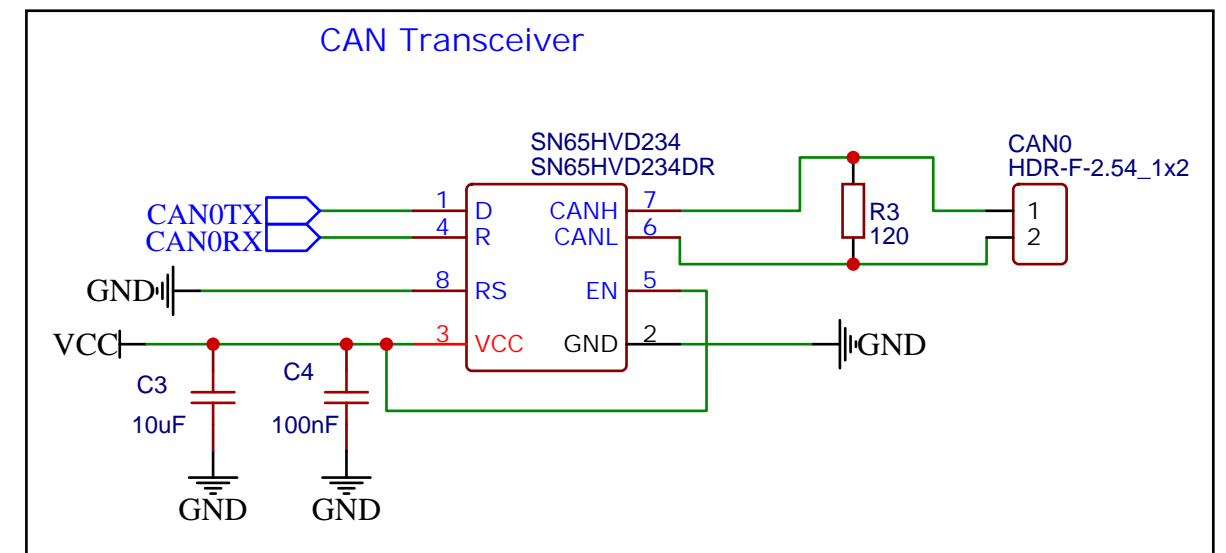 CAN Transceiver
SN65HVD234
SN65HVD234DR
CAN0
HDR-F-2.54_1x2
CAN0TX 1 D CANH 7 R3 1
CAN0RX 4 R CANL 6 120 2
GND 8 RS EN 5
VCC 3 VCC GND 2 GND
C3 C4
10uF 100nF
GND GND